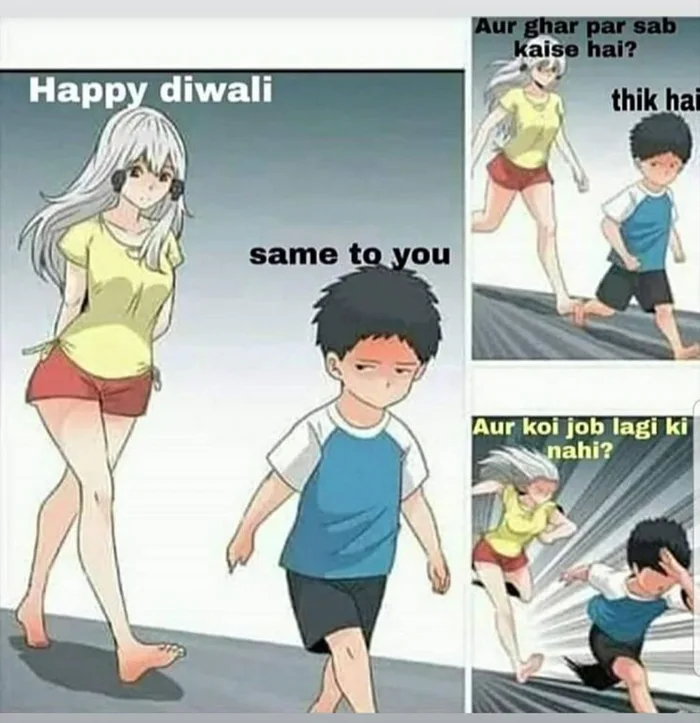 Happy diwali
same to you
Aur ghar par sab
kaise hai?
thik hai
Aur koi job lagi ki
nahi?